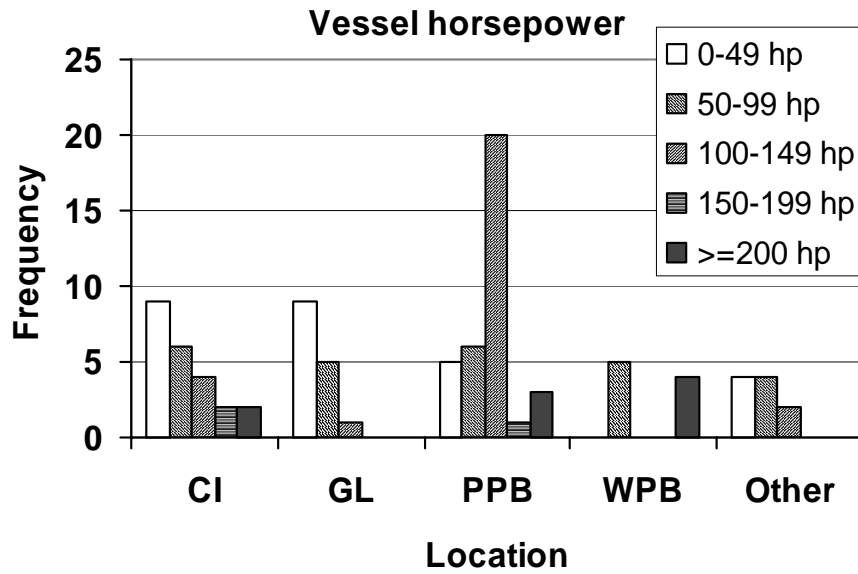 Vessel horsepower
0-49 hp
50-99 hp
100-149 hp
150-199 hp
>=200 hp
Frequency
25
20
15
10
5
0
CI GL PPB WPB Other
Location